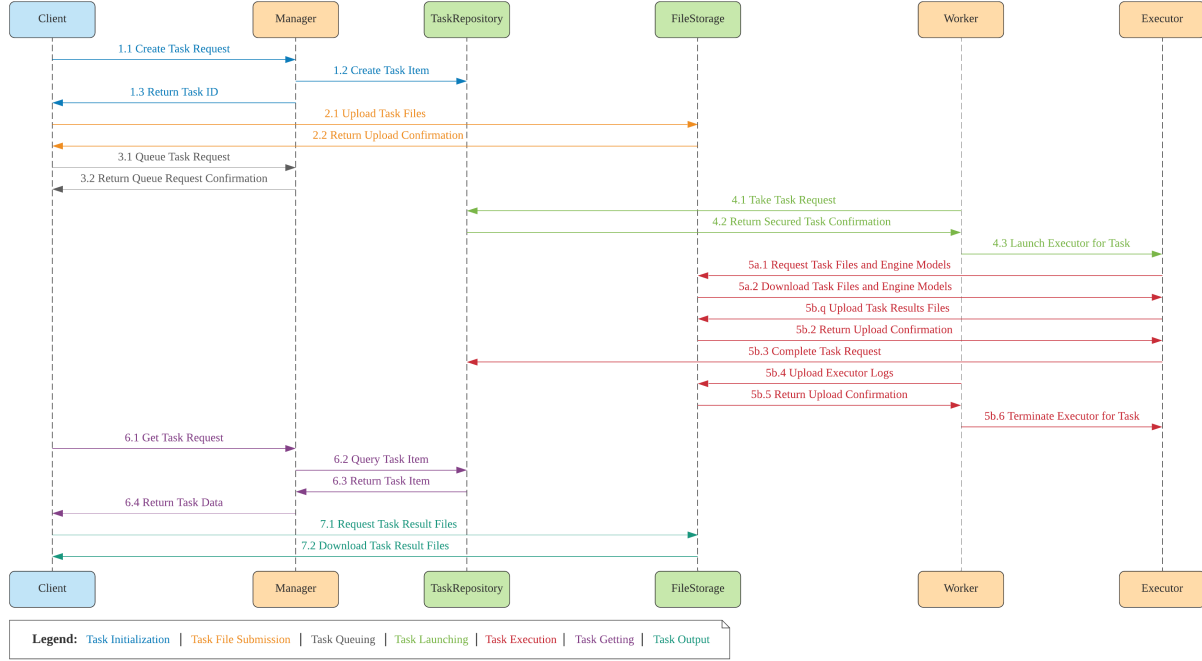 Client Manager TaskRepository FileStorage Worker Executor
1.1 Create Task Request
1.2 Create Task Item
1.3 Return Task ID
2.1 Upload Task Files
2.2 Return Upload Confirmation
3.1 Queue Task Request
3.2 Return Queue Request Confirmation
4.1 Take Task Request
4.2 Return Secured Task Confirmation
4.3 Launch Executor for Task
5a.1 Request Task Files and Engine Models
5a.2 Download Task Files and Engine Models
5b.q Upload Task Results Files
5b.2 Return Upload Confirmation
5b.3 Complete Task Request
5b.4 Upload Executor Logs
5b.5 Return Upload Confirmation
5b.6 Terminate Executor for Task
6.1 Get Task Request
6.2 Query Task Item
6.3 Return Task Item
6.4 Return Task Data
7.1 Request Task Result Files
7.2 Download Task Result Files
Client Manager TaskRepository FileStorage Worker Executor
Legend: Task Initialization | Task File Submission | Task Queuing | Task Launching | Task Execution | Task Getting | Task Output